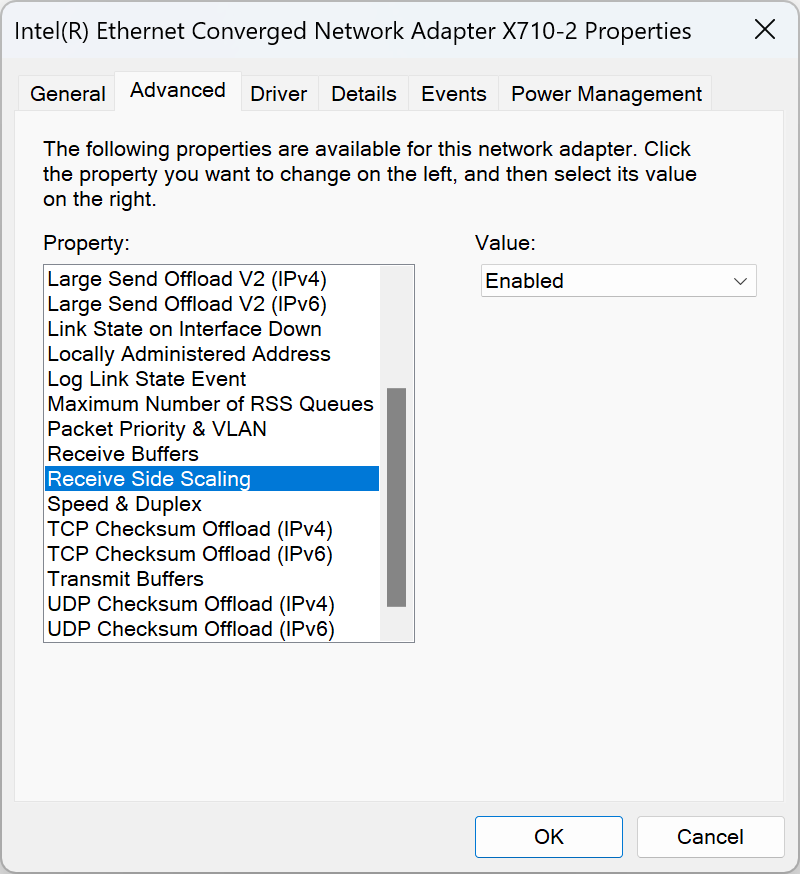 Intel(R) Ethernet Converged Network Adapter X710-2 Properties
General Advanced Driver Details Events Power Management
The following properties are available for this network adapter. Click
the property you want to change on the left, and then select its value
on the right.
Property: Value:
Large Send Offload V2 (IPv4) Enabled
Large Send Offload V2 (IPv6)
Link State on Interface Down
Locally Administered Address
Log Link State Event
Maximum Number of RSS Queues
Packet Priority & VLAN
Receive Buffers
Receive Side Scaling
Speed & Duplex
TCP Checksum Offload (IPv4)
TCP Checksum Offload (IPv6)
Transmit Buffers
UDP Checksum Offload (IPv4)
UDP Checksum Offload (IPv6)
OK Cancel